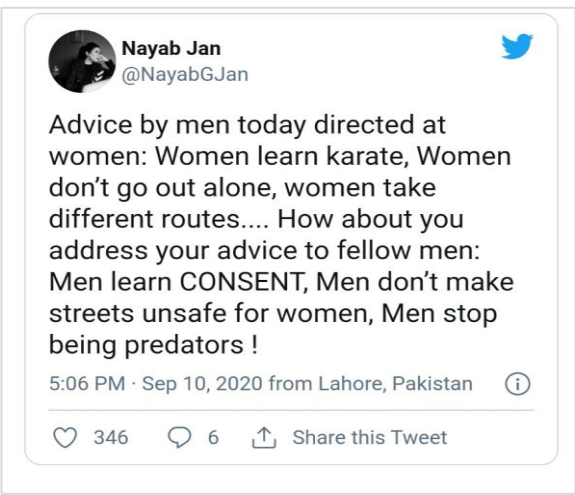 Nayab Jan
@NayabGJan
Advice by men today directed at
women: Women learn karate, Women
don’t go out alone, women take
different routes.... How about you
address your advice to fellow men:
Men learn CONSENT, Men don’t make
streets unsafe for women, Men stop
being predators !
5:06 PM · Sep 10, 2020 from Lahore, Pakistan
346 6 Share this Tweet